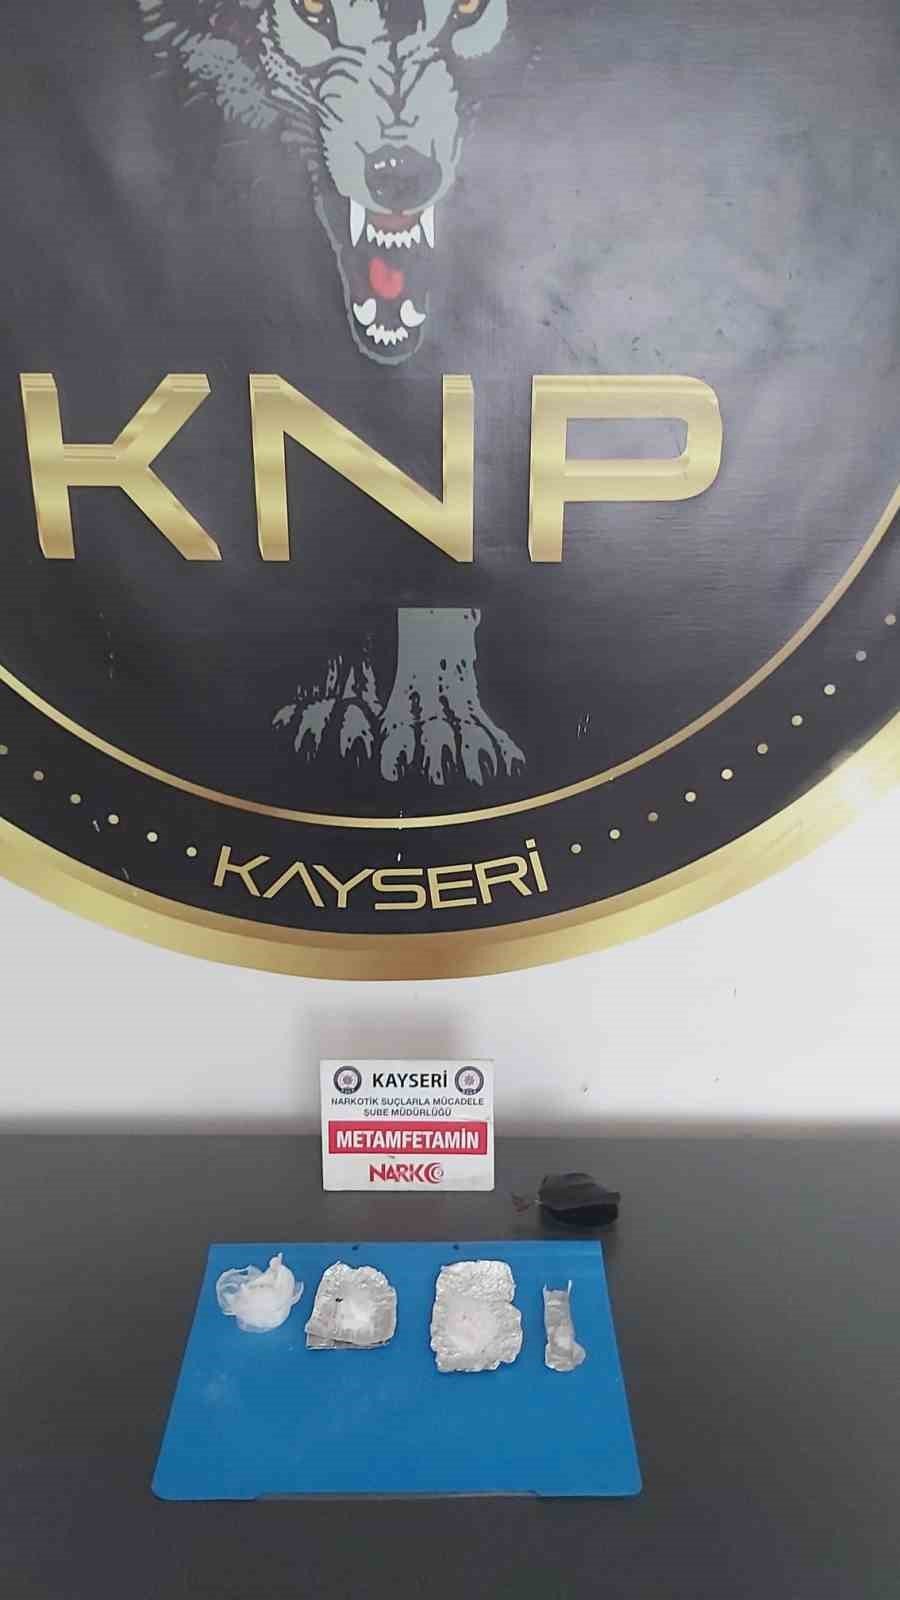 KNP
KAYSERİ
KAYSERİ
NARKOTİK SUÇLARLA MÜCADELE
ŞUBE MÜDÜRLÜĞÜ
METAMFETAMİN
NARKO